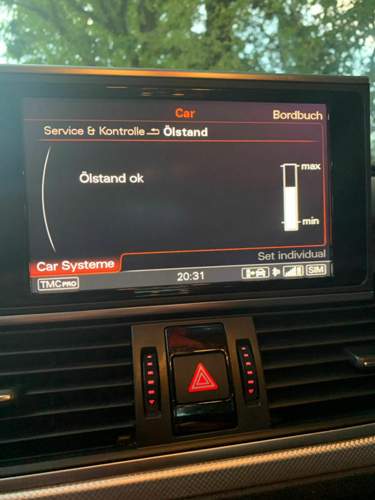 Car
Bordbuch
Service & Kontrolle Ölstand
Ölstand ok
max
min
Set individual
Car Systeme
20:31
SIM
TMC PRO